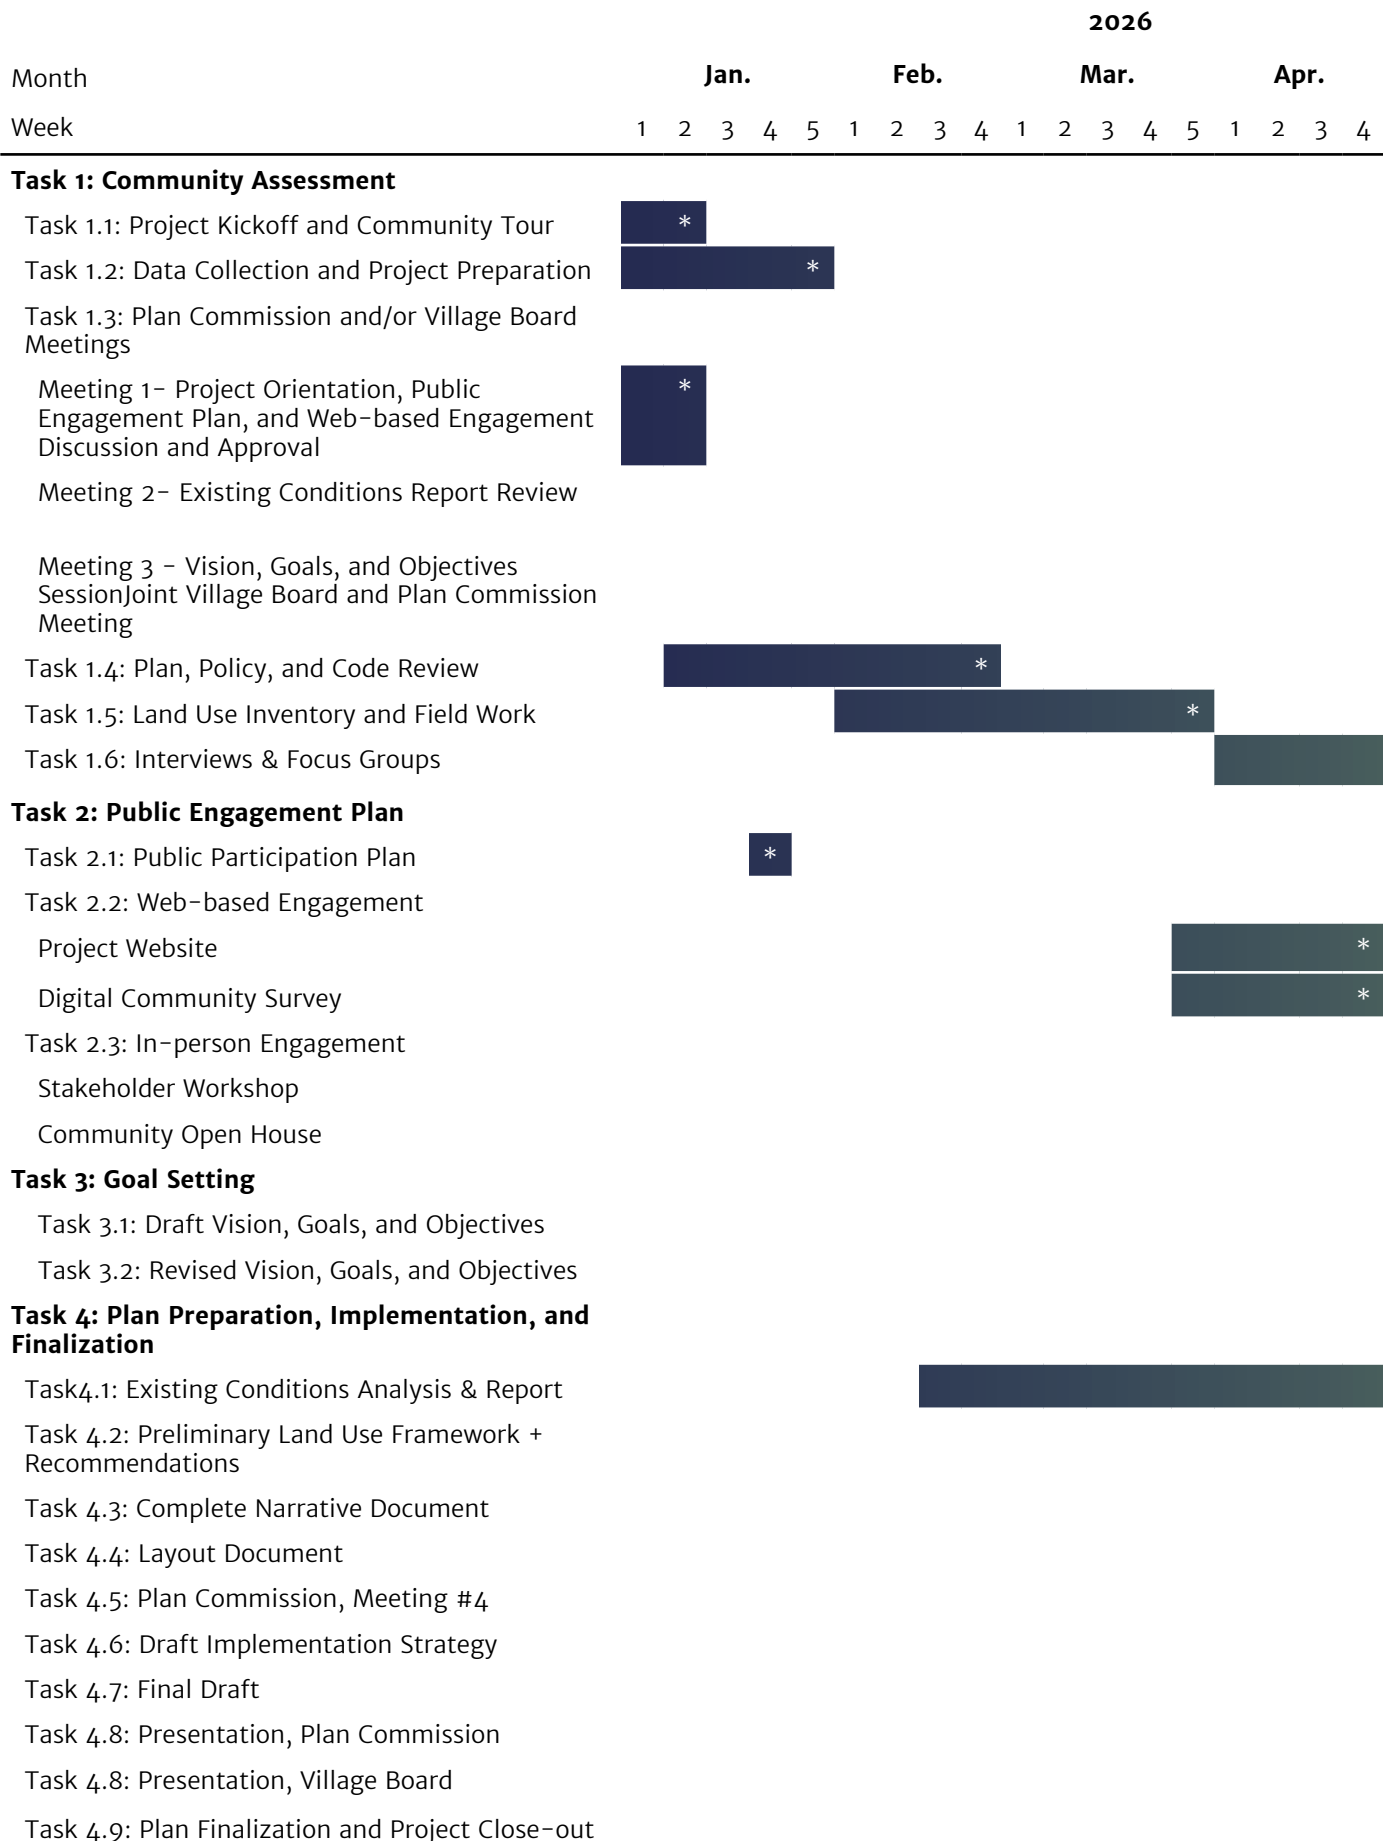 2026
Month Jan. Feb. Mar. Apr.
Week 1 2 3 4 5 1 2 3 4 1 2 3 4 5 1 2 3 4
Task 1: Community Assessment
Task 1.1: Project Kickoff and Community Tour *
Task 1.2: Data Collection and Project Preparation *
Task 1.3: Plan Commission and/or Village Board
Meetings
Meeting 1- Project Orientation, Public *
Engagement Plan, and Web-based Engagement
Discussion and Approval
Meeting 2- Existing Conditions Report Review
Meeting 3 - Vision, Goals, and Objectives
SessionJoint Village Board and Plan Commission
Meeting
Task 1.4: Plan, Policy, and Code Review *
Task 1.5: Land Use Inventory and Field Work *
Task 1.6: Interviews & Focus Groups
Task 2: Public Engagement Plan
Task 2.1: Public Participation Plan *
Task 2.2: Web-based Engagement
Project Website *
Digital Community Survey *
Task 2.3: In-person Engagement
Stakeholder Workshop
Community Open House
Task 3: Goal Setting
Task 3.1: Draft Vision, Goals, and Objectives
Task 3.2: Revised Vision, Goals, and Objectives
Task 4: Plan Preparation, Implementation, and
Finalization
Task4.1: Existing Conditions Analysis & Report
Task 4.2: Preliminary Land Use Framework +
Recommendations
Task 4.3: Complete Narrative Document
Task 4.4: Layout Document
Task 4.5: Plan Commission, Meeting #4
Task 4.6: Draft Implementation Strategy
Task 4.7: Final Draft
Task 4.8: Presentation, Plan Commission
Task 4.8: Presentation, Village Board
Task 4.9: Plan Finalization and Project Close-out